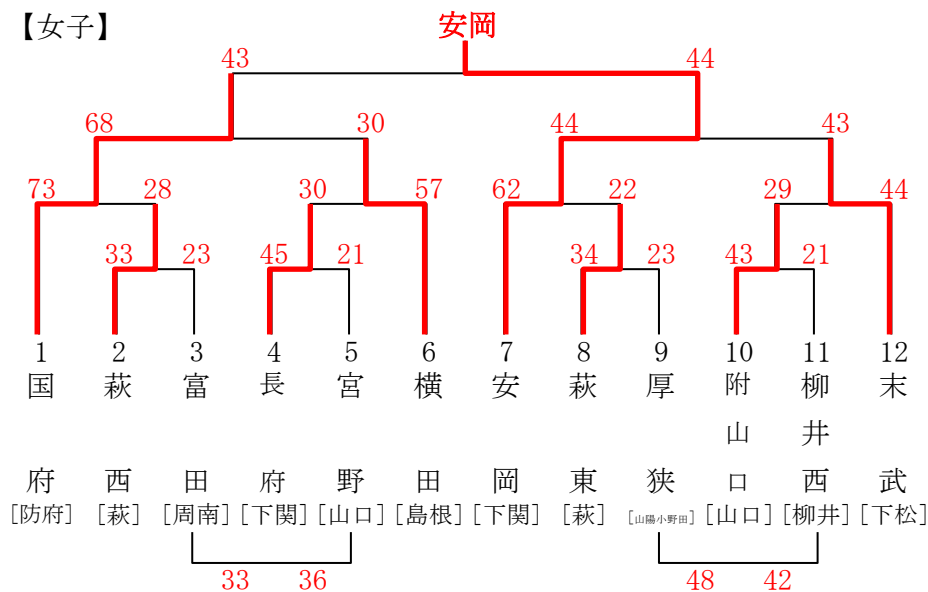 【女子】
安岡
43 44
68 30 44 43
73 28 30 57 62 22 29 44
33 23 45 21 34 23 43 21
1 2 3 4 5 6 7 8 9 10 11 12
国府
萩西
富田
長府
宮野
横田
安岡
萩東
厚狭
附山口
柳井西
末武
[防府] [萩] [周南] [下関] [山口] [島根] [下関] [萩] [山陽小野田] [山口] [柳井] [下松]
33 36 48 42